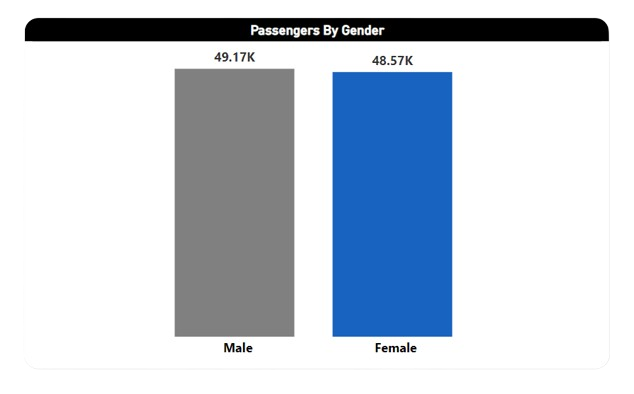 Passengers By Gender
49.17K
48.57K
Male
Female